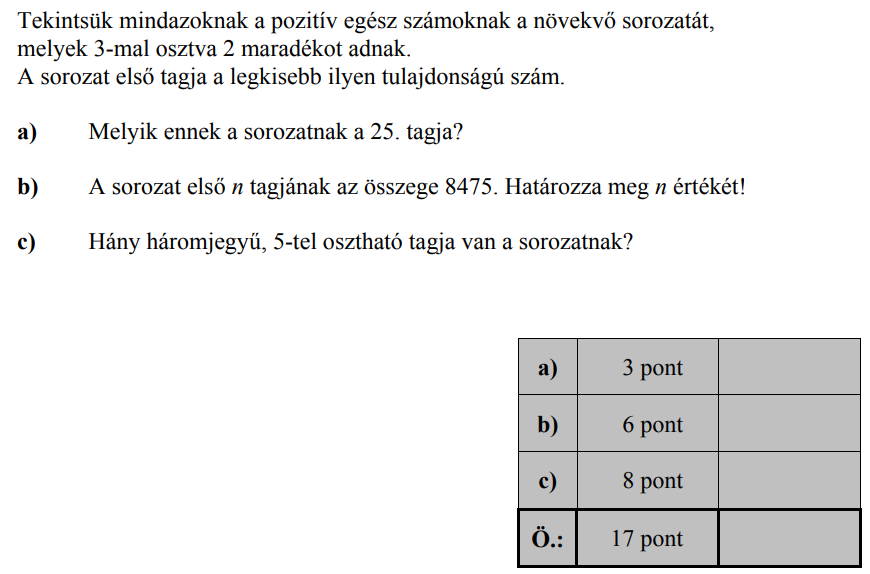 Tekintsük mindazoknak a pozitív egész számoknak a növekvő sorozatát,
melyek 3-mal osztva 2 maradékot adnak.
A sorozat első tagja a legkisebb ilyen tulajdonságú szám.
a) Melyik ennek a sorozatnak a 25. tagja?
b) A sorozat első n tagjának az összege 8475. Határozza meg n értékét!
c) Hány háromjegyű, 5-tel osztható tagja van a sorozatnak?
a) 3 pont
b) 6 pont
c) 8 pont
Ö.: 17 pont